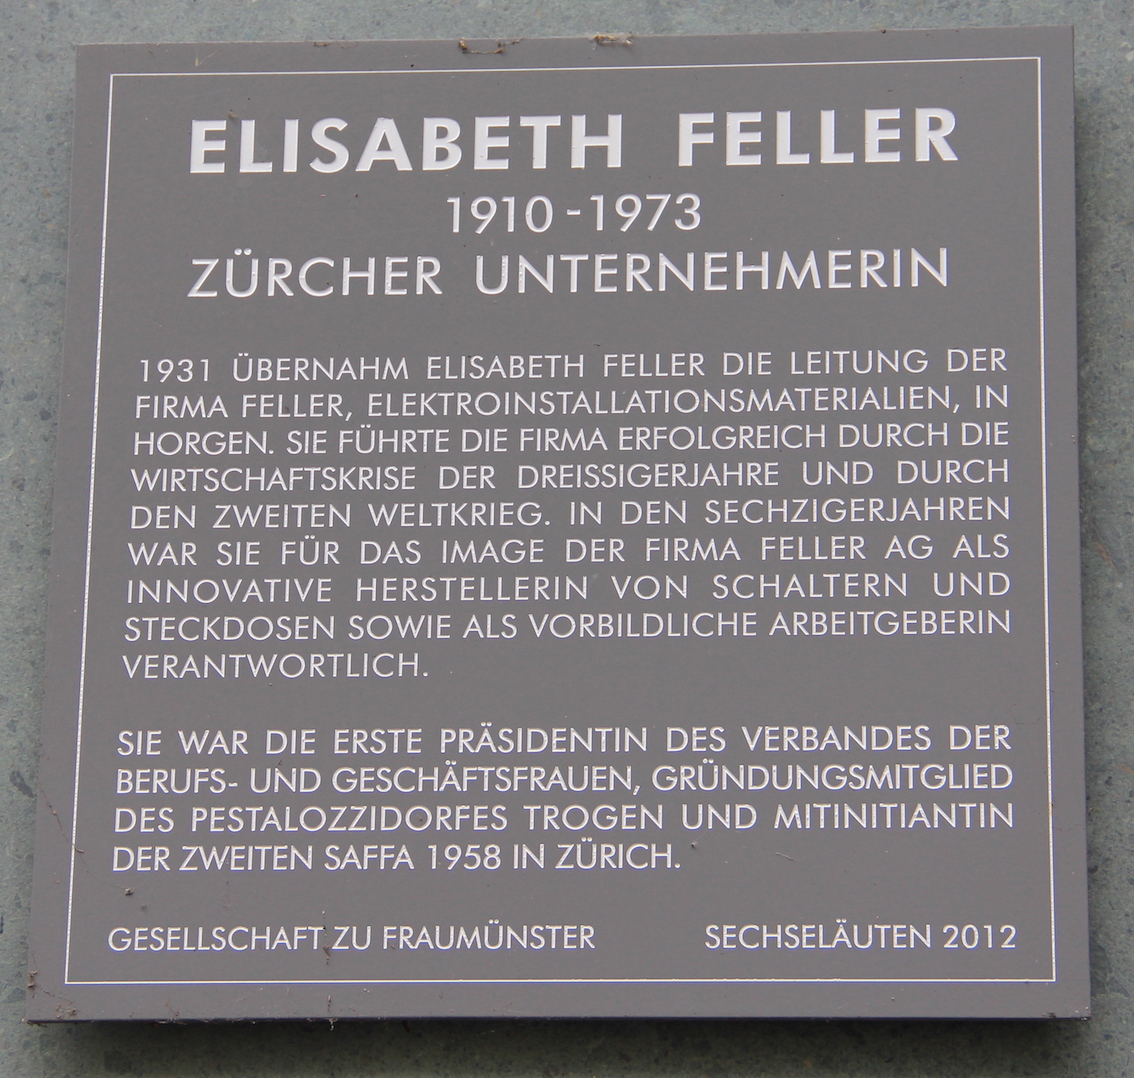 ELISABETH FELLER
1910 - 1973
ZÜRCHER UNTERNEHMERIN
1931 ÜBERNAHM ELISABETH FELLER DIE LEITUNG DER
FIRMA FELLER, ELEKTROINSTALLATIONSMATERIALIEN, IN
HORGEN. SIE FÜHRTE DIE FIRMA ERFOLGREICH DURCH DIE
WIRTSCHAFTSKRISE DER DREISSIGERJAHRE UND DURCH
DEN ZWEITEN WELTKRIEG. IN DEN SECHZIGERJAHREN
WAR SIE FÜR DAS IMAGE DER FIRMA FELLER AG ALS
INNOVATIVE HERSTELLERIN VON SCHALTERN UND
STECKDOSEN SOWIE ALS VORBILDLICHE ARBEITGEBERIN
VERANTWORTLICH.
SIE WAR DIE ERSTE PRÄSIDENTIN DES VERBANDES DER
BERUFS- UND GESCHÄFTSFRAUEN, GRÜNDUNGSMITGLIED
DES PESTALOZZIDORFES TROGEN UND MITINITIANTIN
DER ZWEITEN SAFFA 1958 IN ZÜRICH.
GESELLSCHAFT ZU FRAUMÜNSTER SECHSELÄUTEN 2012